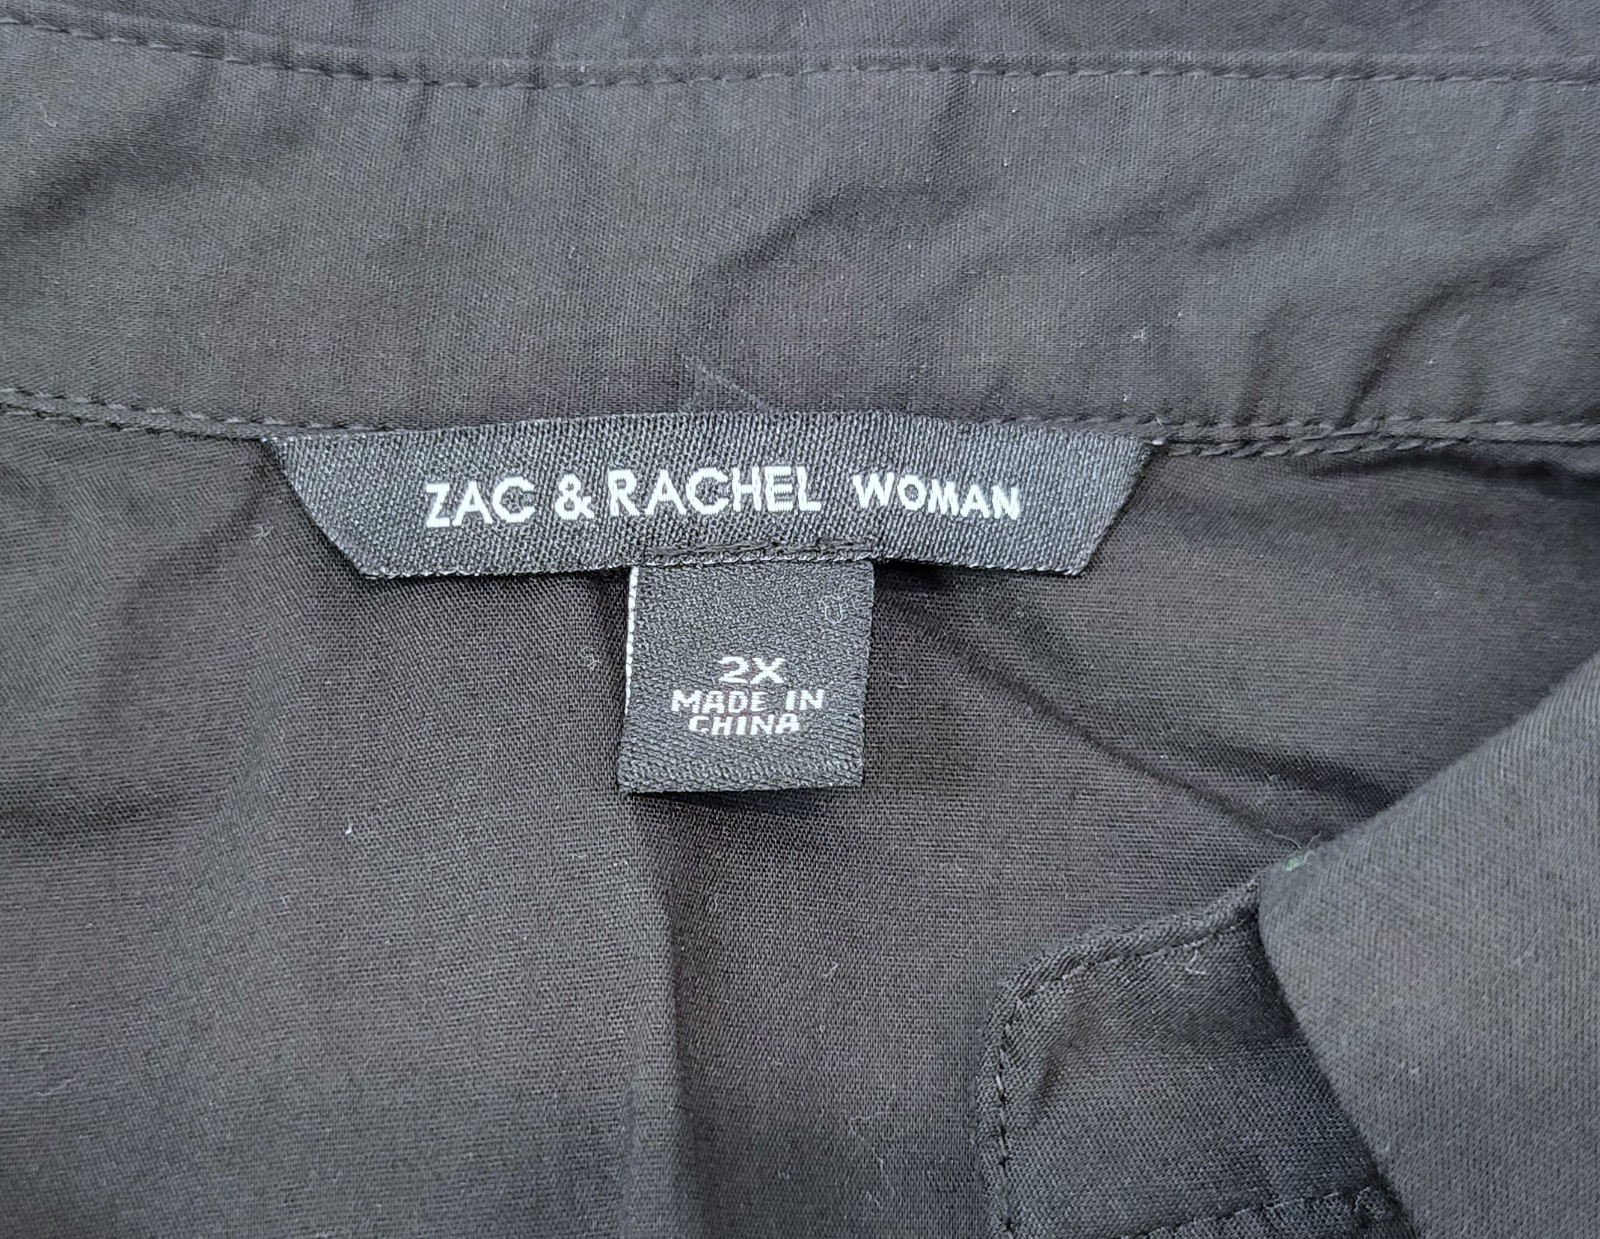 ZAC & RACHEL WOMAN
2X
MADE IN
CHINA